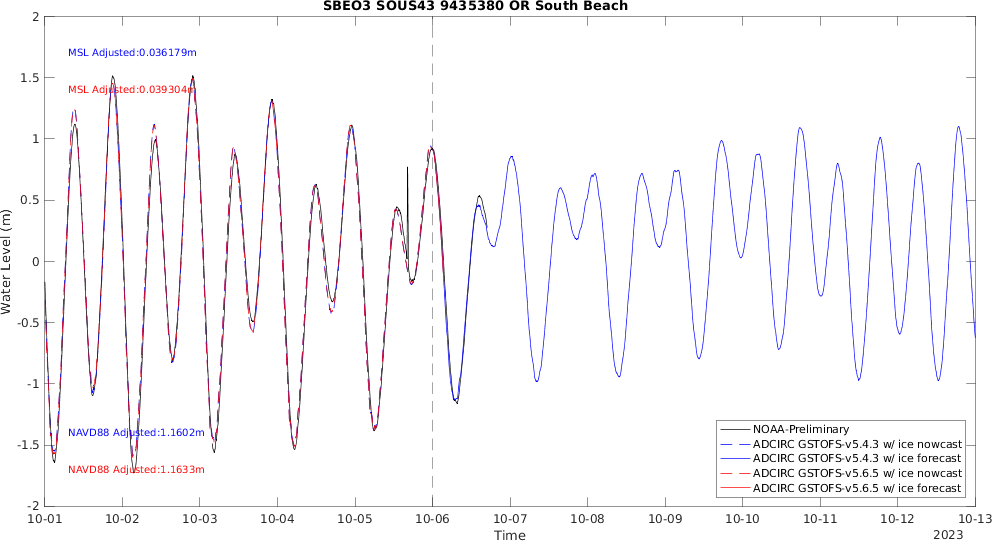 SBEO3 SOUS43 9435380 OR South Beach
2
1.5
1
0.5
0
-0.5
-1
-1.5
-2
Water Level (m)
MSL Adjusted:0.036179m
MSL Adjusted:0.039304m
NAVD88 Adjusted:1.1602m
NAVD88 Adjusted:1.1633m
NOAA-Preliminary
ADCIRC GSTOFS-v5.4.3 w/ ice nowcast
ADCIRC GSTOFS-v5.4.3 w/ ice forecast
ADCIRC GSTOFS-v5.6.5 w/ ice nowcast
ADCIRC GSTOFS-v5.6.5 w/ ice forecast
10-01 10-02 10-03 10-04 10-05 10-06 10-07 10-08 10-09 10-10 10-11 10-12 10-13
Time
2023